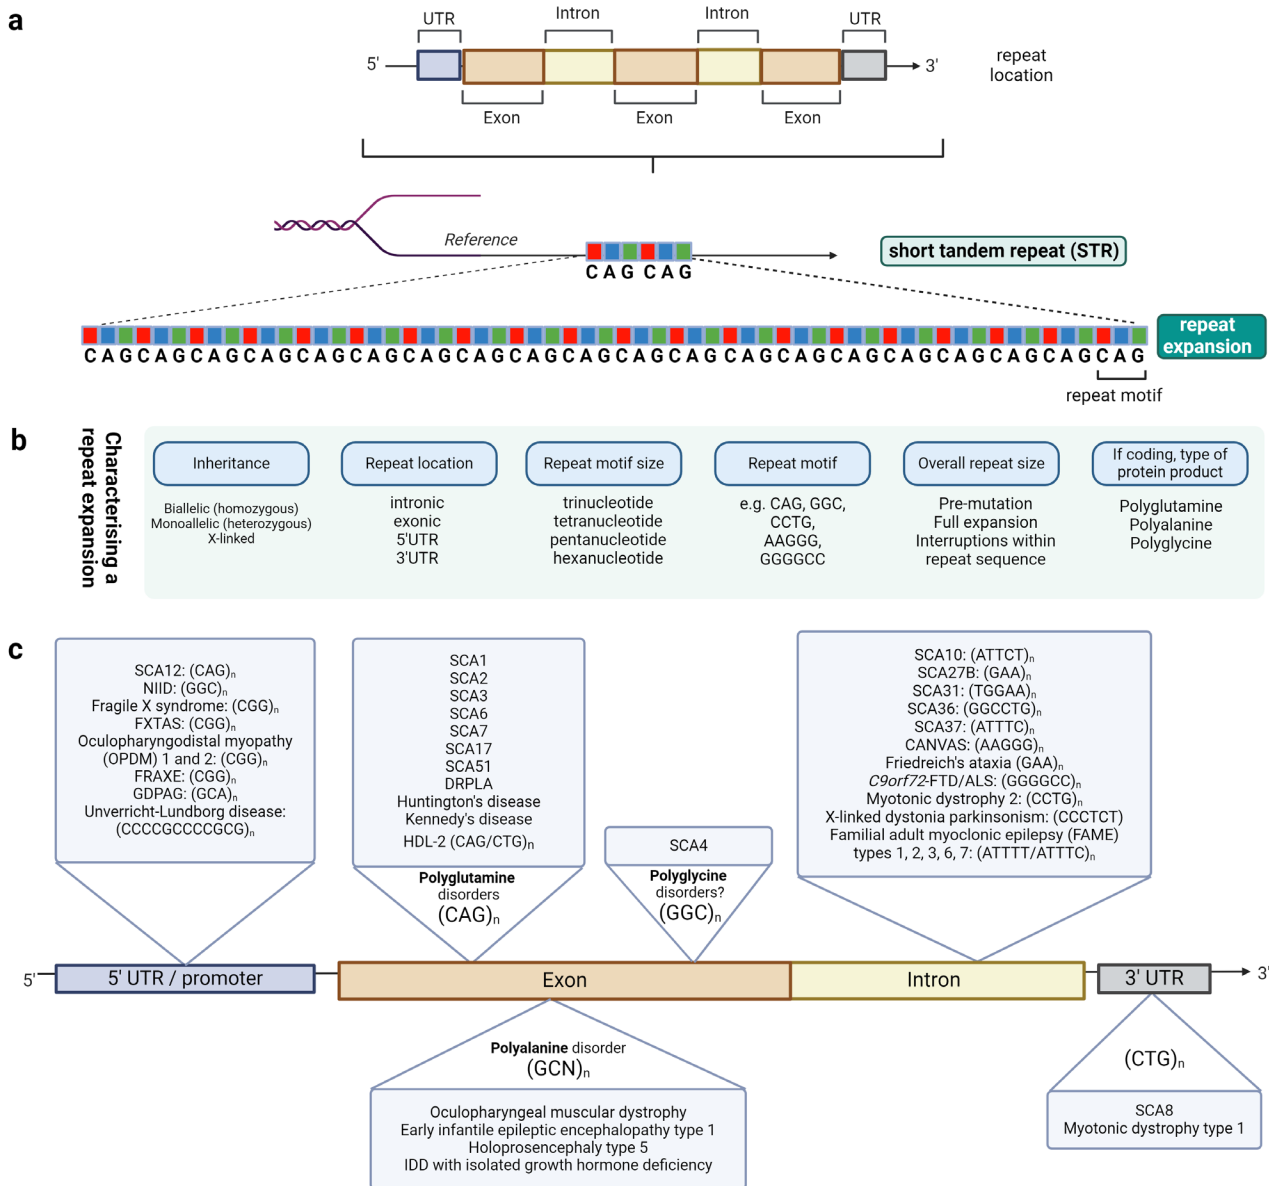 a
UTR
Intron
Intron
UTR
5'
3'
repeat
location
Exon
Exon
Exon
Reference
CAGCAG
short tandem repeat (STR)
CAGCAGCAGCAGCAGCAGCAGCAGCAGCAGCAGCAGCAGCAGCAGCAGCAGCAGCAGCAG
repeat
expansion
repeat motif
b
Characterising a
repeat expansion
Inheritance
Biallelic (homozygous)
Monoallelic (heterozygous)
X-linked
Repeat location
intronic
exonic
5'UTR
3'UTR
Repeat motif size
trinucleotide
tetranucleotide
pentanucleotide
hexanucleotide
Repeat motif
e.g. CAG, GGC,
CCTG,
AAGGG,
GGGGCC
Overall repeat size
Pre-mutation
Full expansion
Interruptions within
repeat sequence
If coding, type of
protein product
Polyglutamine
Polyalanine
Polyglycine
c
SCA12: (CAG)n
NIID: (GGC)n
Fragile X syndrome: (CGG)n
FXTAS: (CGG)n
Oculopharyngodistal myopathy
(OPDM) 1 and 2: (CGG)n
FRAXE: (CGG)n
GDPAG: (GCA)n
Unverricht-Lundborg disease:
(CCCCGCCCCGCG)n
SCA1
SCA2
SCA3
SCA6
SCA7
SCA17
SCA51
DRPLA
Huntington's disease
Kennedy's disease
HDL-2 (CAG/CTG)n
Polyglutamine
disorders
(CAG)n
SCA4
Polyglycine
disorders?
(GGC)n
SCA10: (ATTCT)n
SCA27B: (GAA)n
SCA31: (TGGAA)n
SCA36: (GGCCTG)n
SCA37: (ATTTC)n
CANVAS: (AAGGG)n
Friedreich's ataxia (GAA)n
C9orf72-FTD/ALS: (GGGGCC)n
Myotonic dystrophy 2: (CCTG)n
X-linked dystonia parkinsonism: (CCCTCT)
Familial adult myoclonic epilepsy (FAME)
types 1, 2, 3, 6, 7: (ATTTT/ATTTC)n
5'
5' UTR / promoter
Exon
Intron
3' UTR
3'
Polyalanine disorder
(GCN)n
Oculopharyngeal muscular dystrophy
Early infantile epileptic encephalopathy type 1
Holoprosencephaly type 5
IDD with isolated growth hormone deficiency
(CTG)n
SCA8
Myotonic dystrophy type 1